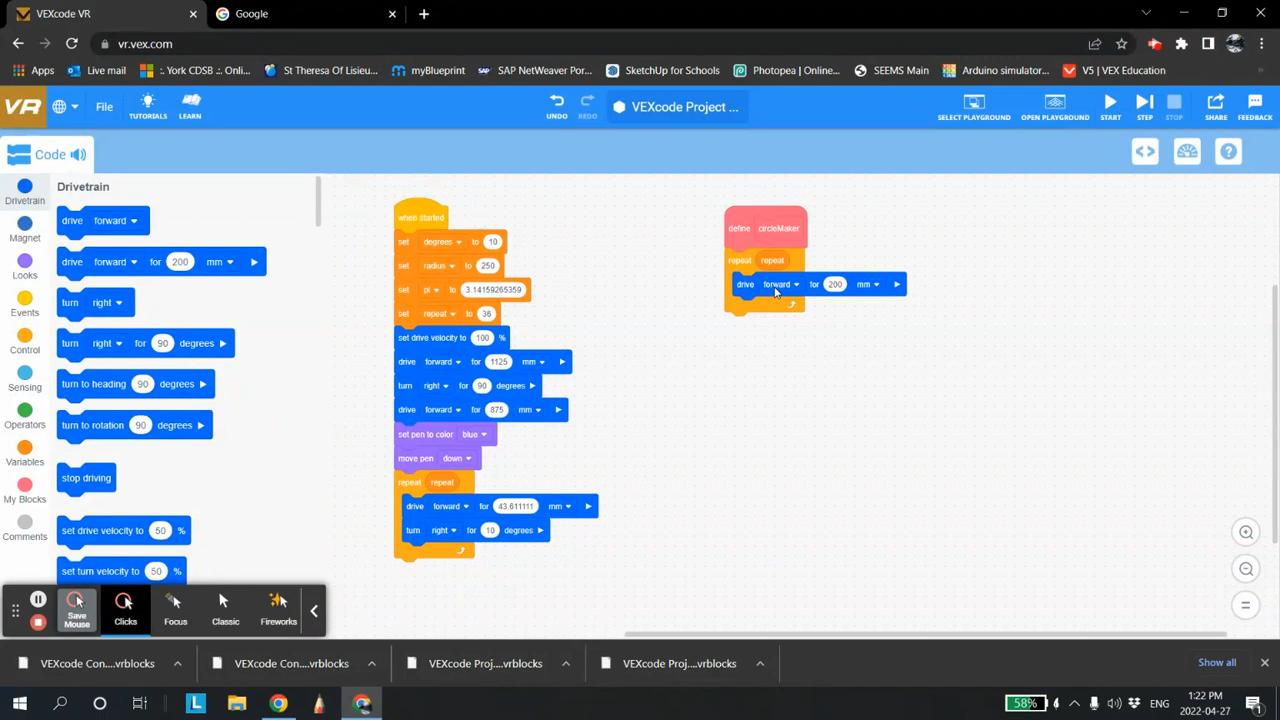 VEXcode VR
Google
vr.vex.com
Apps
Live mail
:: York CDSB :: Onli...
St Theresa Of Lisieu...
myBlueprint
SAP NetWeaver Por...
SketchUp for Schools
Photopea | Online...
SEEMS Main
Arduino simulator...
V5 | VEX Education
VR
File
TUTORIALS
LEARN
UNDO
REDO
VEXcode Project ...
SELECT PLAYGROUND
OPEN PLAYGROUND
START
STEP
STOP
SHARE
FEEDBACK
Code
Drivetrain
Magnet
Looks
Events
Control
Sensing
Operators
Variables
My Blocks
Comments
Drivetrain
drive forward
drive forward for 200 mm
turn right
turn right for 90 degrees
turn to heading 90 degrees
turn to rotation 90 degrees
stop driving
set drive velocity to 50 %
set turn velocity to 50 %
when started
set degrees to 10
set radius to 250
set pi to 3.14159265359
set repeat to 36
set drive velocity to 100 %
drive forward for 1125 mm
turn right for 90 degrees
drive forward for 875 mm
set pen to color blue
move pen down
repeat repeat
drive forward for 43.611111 mm
turn right for 10 degrees
define circleMaker
repeat repeat
drive forward for 200 mm
Save Mouse
Clicks
Focus
Classic
Fireworks
VEXcode Con....vrblocks
VEXcode Con....vrblocks
VEXcode Proj....vrblocks
VEXcode Proj....vrblocks
Show all
58%
ENG
1:22 PM
2022-04-27
1